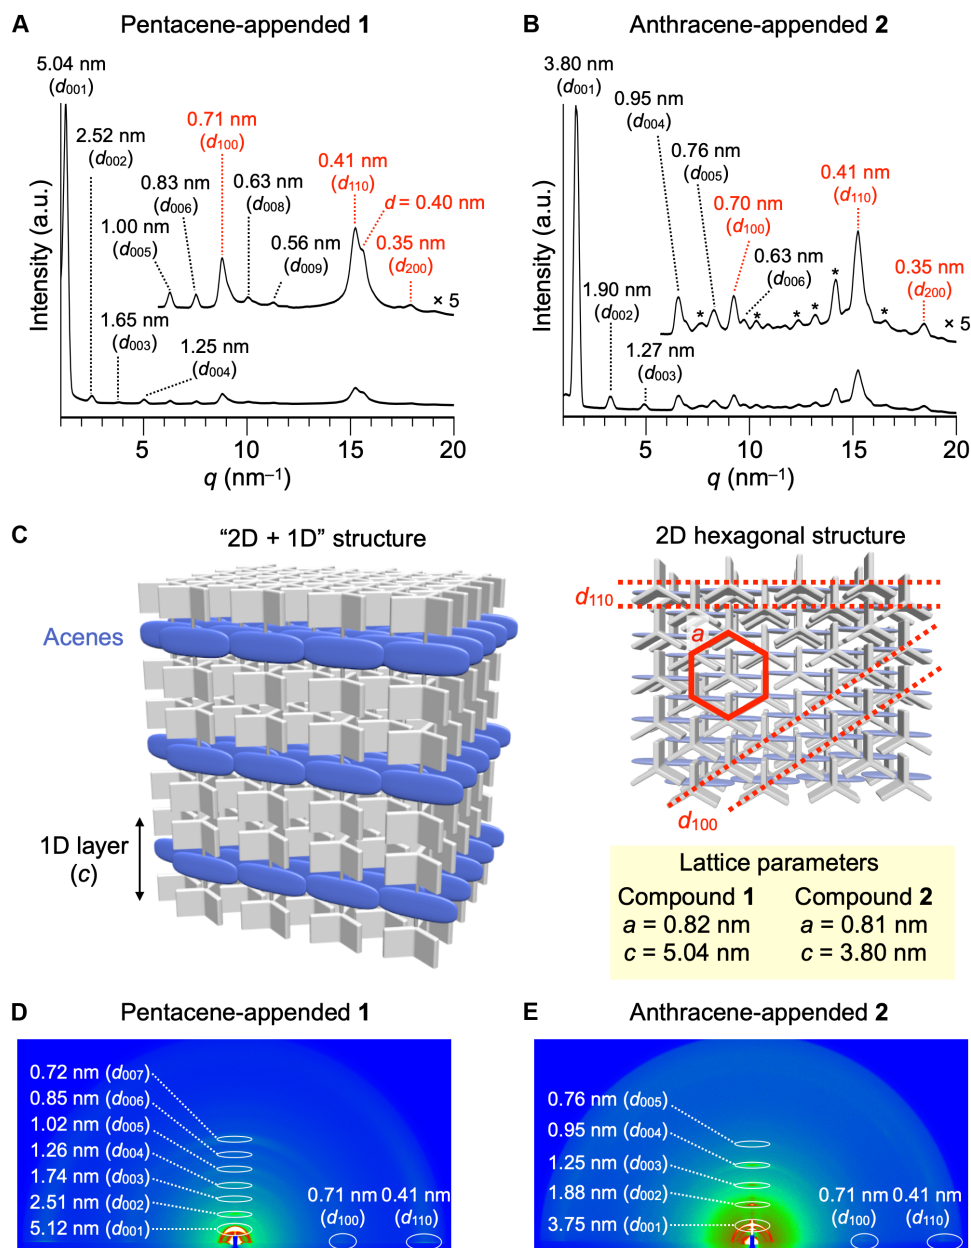 A
Pentacene-appended 1
5.04 nm
(d001)
2.52 nm
(d002)
0.71 nm
(d100)
0.83 nm
(d006)
0.63 nm
(d008)
0.41 nm
(d110)
d = 0.40 nm
1.00 nm
(d005)
0.56 nm
(d009)
0.35 nm
(d200)
× 5
1.65 nm
(d003)
1.25 nm
(d004)
Intensity (a.u.)
5
10
15
20
q (nm–1)
B
Anthracene-appended 2
3.80 nm
(d001)
0.95 nm
(d004)
0.76 nm
(d005)
0.70 nm
(d100)
0.41 nm
(d110)
0.63 nm
(d006)
0.35 nm
(d200)
* * * * * *
× 5
1.90 nm
(d002)
1.27 nm
(d003)
Intensity (a.u.)
5
10
15
20
q (nm–1)
C
“2D + 1D” structure
Acenes
1D layer
(c)
2D hexagonal structure
d110
a
d100
Lattice parameters
Compound 1
a = 0.82 nm
c = 5.04 nm
Compound 2
a = 0.81 nm
c = 3.80 nm
D
Pentacene-appended 1
0.72 nm (d007)
0.85 nm (d006)
1.02 nm (d005)
1.26 nm (d004)
1.74 nm (d003)
2.51 nm (d002)
5.12 nm (d001)
0.71 nm
(d100)
0.41 nm
(d110)
E
Anthracene-appended 2
0.76 nm (d005)
0.95 nm (d004)
1.25 nm (d003)
1.88 nm (d002)
3.75 nm (d001)
0.71 nm
(d100)
0.41 nm
(d110)